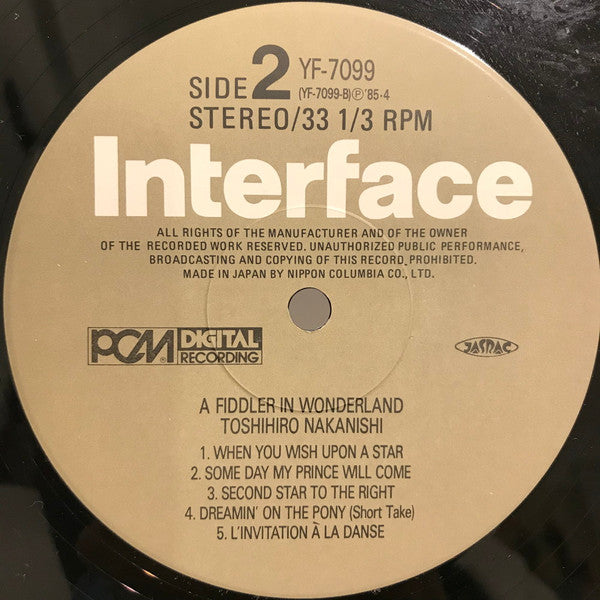 SIDE 2 YF-7099
(YF-7099-B)Ⓟ'85·4
STEREO/33 1/3 RPM
Interface
ALL RIGHTS OF THE MANUFACTURER AND OF THE OWNER
OF THE RECORDED WORK RESERVED. UNAUTHORIZED PUBLIC PERFORMANCE,
BROADCASTING AND COPYING OF THIS RECORD PROHIBITED.
MADE IN JAPAN BY NIPPON COLUMBIA CO., LTD.
PCM DIGITAL
RECORDING
JASRAC
A FIDDLER IN WONDERLAND
TOSHIHIRO NAKANISHI
1. WHEN YOU WISH UPON A STAR
2. SOME DAY MY PRINCE WILL COME
3. SECOND STAR TO THE RIGHT
4. DREAMIN' ON THE PONY (Short Take)
5. L'INVITATION À LA DANSE